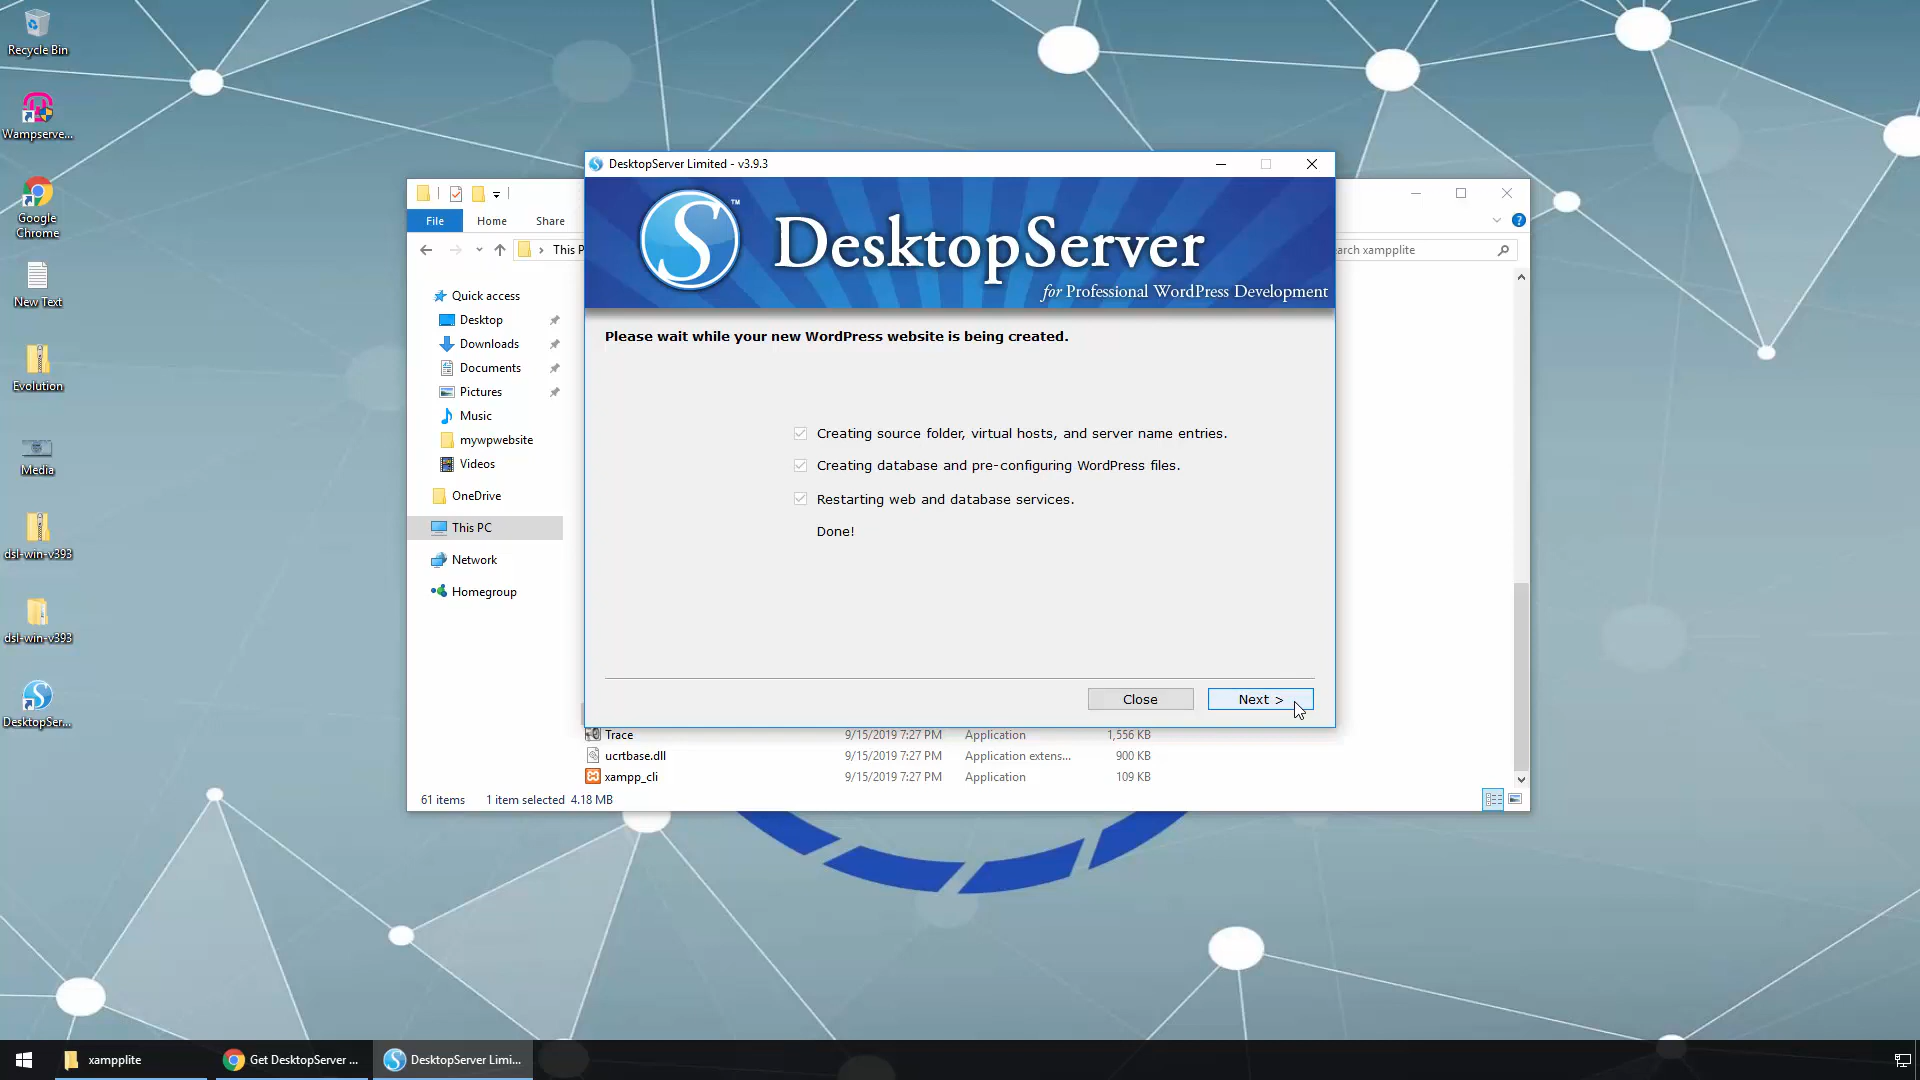 Recycle Bin
Wampserve...
Google
Chrome
New Text
Evolution
Media
dsl-win-v393
dsl-win-v393
DesktopSer...
File
Home
Share
This P
arch xampplite
Quick access
Desktop
Downloads
Documents
Pictures
Music
mywpwebsite
Videos
OneDrive
This PC
Network
Homegroup
DesktopServer Limited - v3.9.3
S™
DesktopServer
for Professional WordPress Development
Please wait while your new WordPress website is being created.
Creating source folder, virtual hosts, and server name entries.
Creating database and pre-configuring WordPress files.
Restarting web and database services.
Done!
Close
Next >
Trace 9/15/2019 7:27 PM Application 1,556 KB
ucrtbase.dll 9/15/2019 7:27 PM Application extens... 900 KB
xampp_cli 9/15/2019 7:27 PM Application 109 KB
61 items 1 item selected 4.18 MB
xampplite
Get DesktopServer ...
DesktopServer Limi...